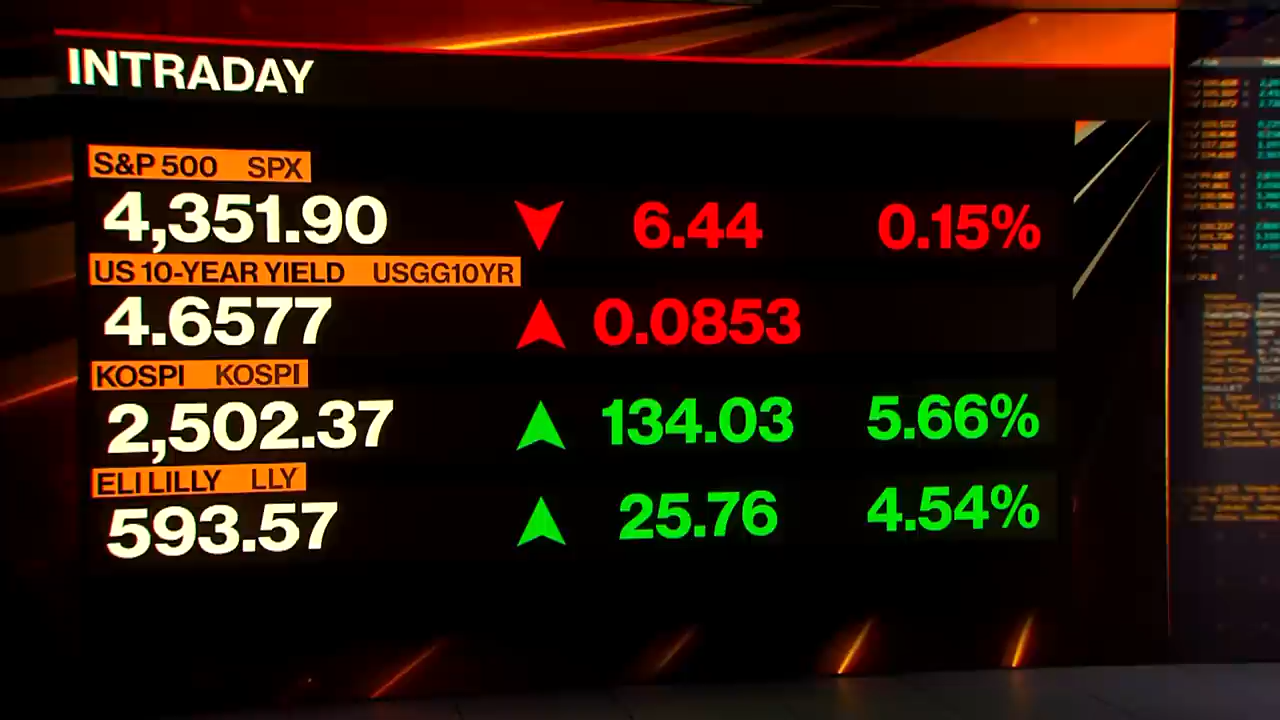 INTRADAY
S&P 500 SPX
4,351.90 6.44 0.15%
US 10-YEAR YIELD USGG10YR
4.6577 0.0853
KOSPI KOSPI
2,502.37 134.03 5.66%
ELI LILLY LLY
593.57 25.76 4.54%